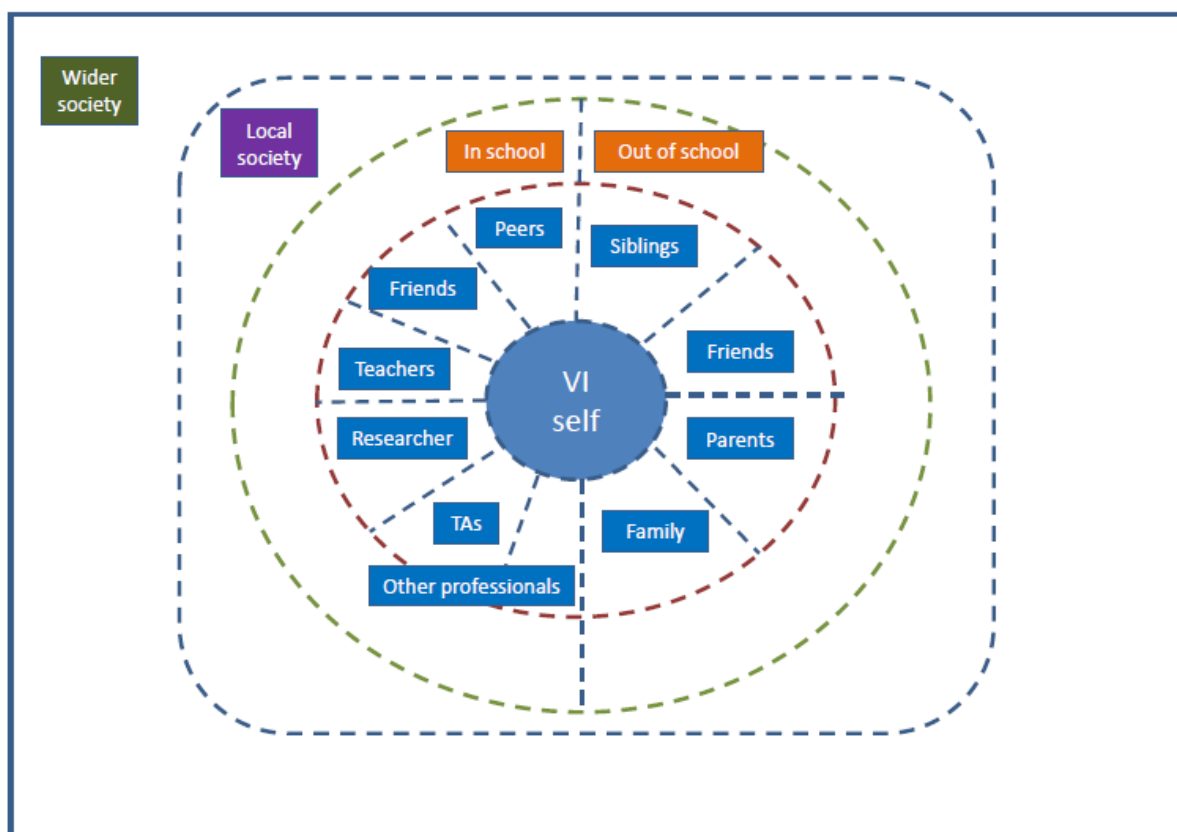 Wider
society
Local
society
In school
Out of school
Peers
Siblings
Friends
Friends
Teachers
VI
self
Researcher
Parents
TAs
Family
Other professionals